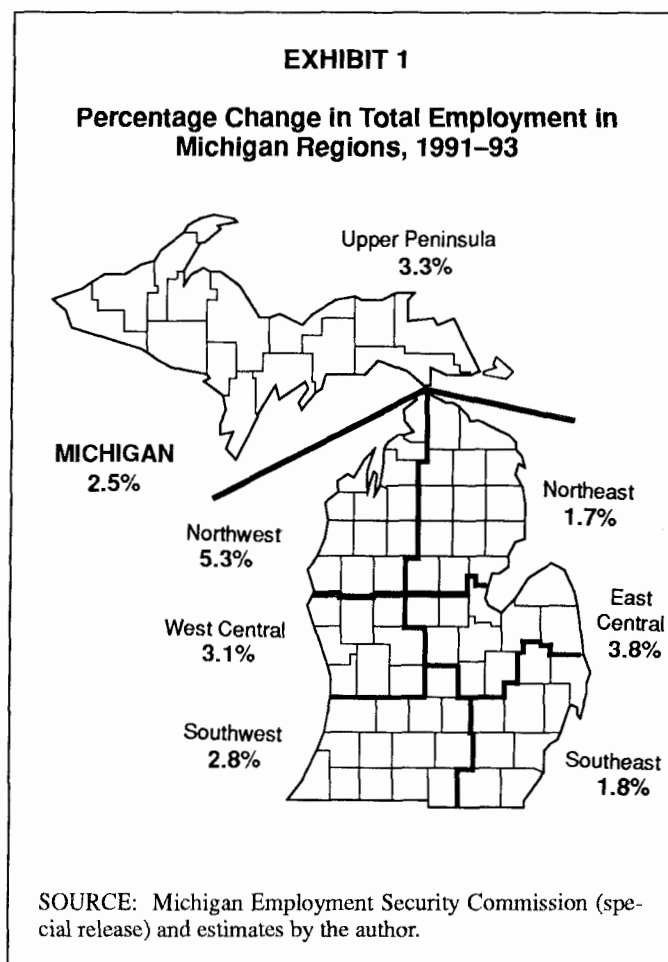 EXHIBIT 1
Percentage Change in Total Employment in
Michigan Regions, 1991–93
Upper Peninsula
3.3%
MICHIGAN
2.5%
Northeast
1.7%
Northwest
5.3%
East
Central
3.8%
West Central
3.1%
Southwest
2.8%
Southeast
1.8%
SOURCE: Michigan Employment Security Commission (spe-
cial release) and estimates by the author.